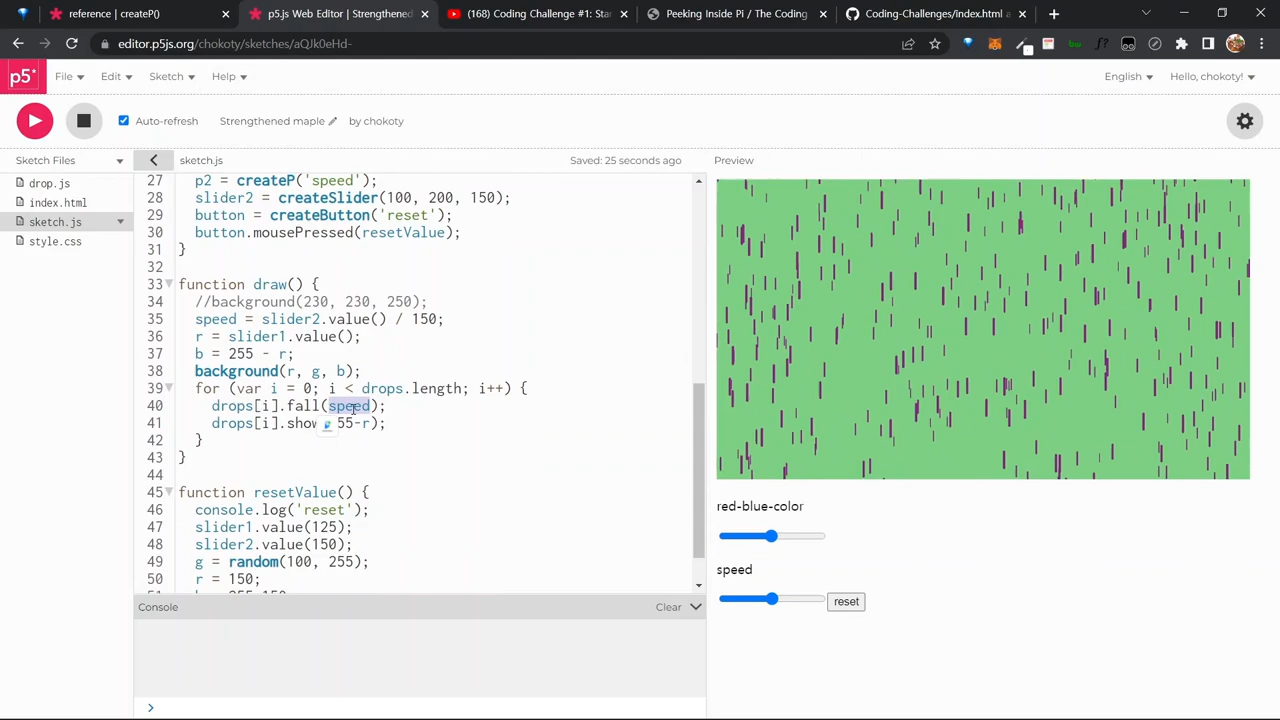 reference | createP()
p5.js Web Editor | Strengthened
(168) Coding Challenge #1: Star
Peeking Inside Pi / The Coding
Coding-Challenges/index.html a
editor.p5js.org/chokoty/sketches/aQJk0eHd-
p5*
File
Edit
Sketch
Help
English
Hello, chokoty!
Auto-refresh
Strengthened maple
by chokoty
Sketch Files
sketch.js
Saved: 25 seconds ago
Preview
drop.js
index.html
sketch.js
style.css
27 p2 = createP('speed');
28 slider2 = createSlider(100, 200, 150);
29 button = createButton('reset');
30 button.mousePressed(resetValue);
31 }
32
33 function draw() {
34 //background(230, 230, 250);
35 speed = slider2.value() / 150;
36 r = slider1.value();
37 b = 255 - r;
38 background(r, g, b);
39 for (var i = 0; i < drops.length; i++) {
40 drops[i].fall(speed);
41 drops[i].show 55-r);
42 }
43 }
44
45 function resetValue() {
46 console.log('reset');
47 slider1.value(125);
48 slider2.value(150);
49 g = random(100, 255);
50 r = 150;
red-blue-color
speed
reset
Console
Clear
>